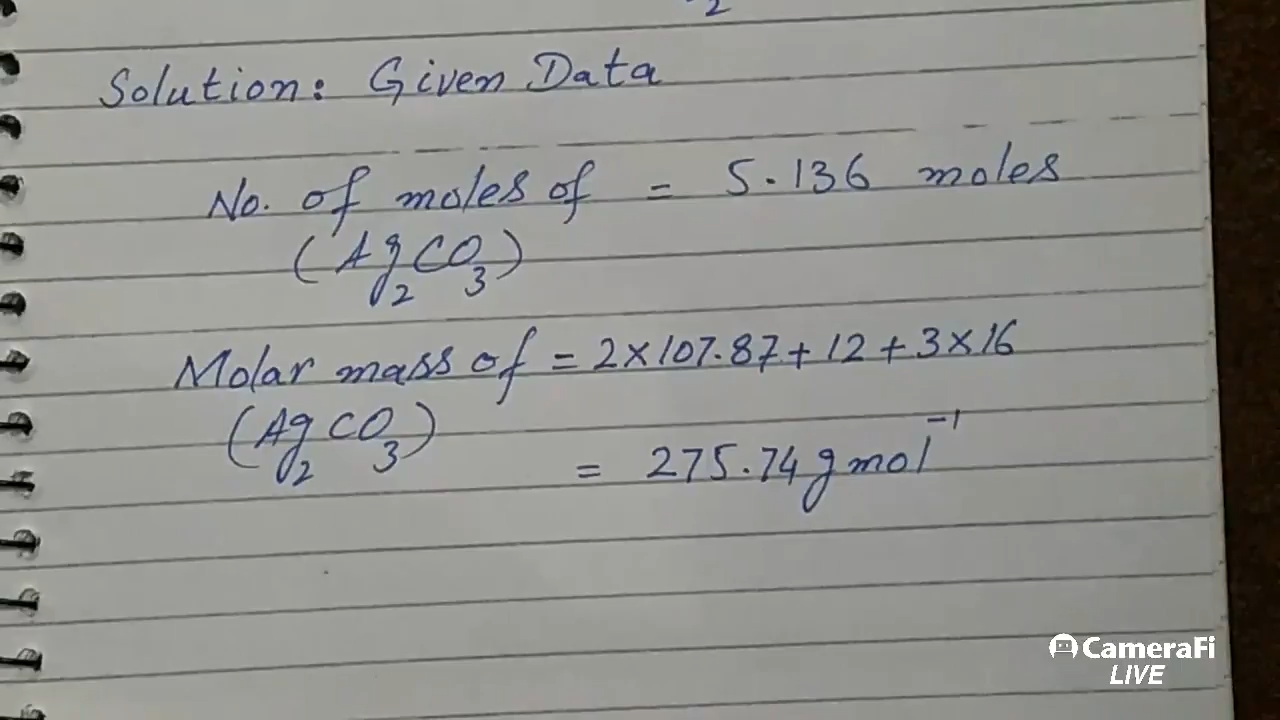 2
Solution: Given Data
No. of moles of = 5.136 moles
(Ag2CO3)
Molar mass of = 2×107.87+12+3×16
(Ag2CO3)
= 275.74 g mol⁻¹
CameraFi
LIVE